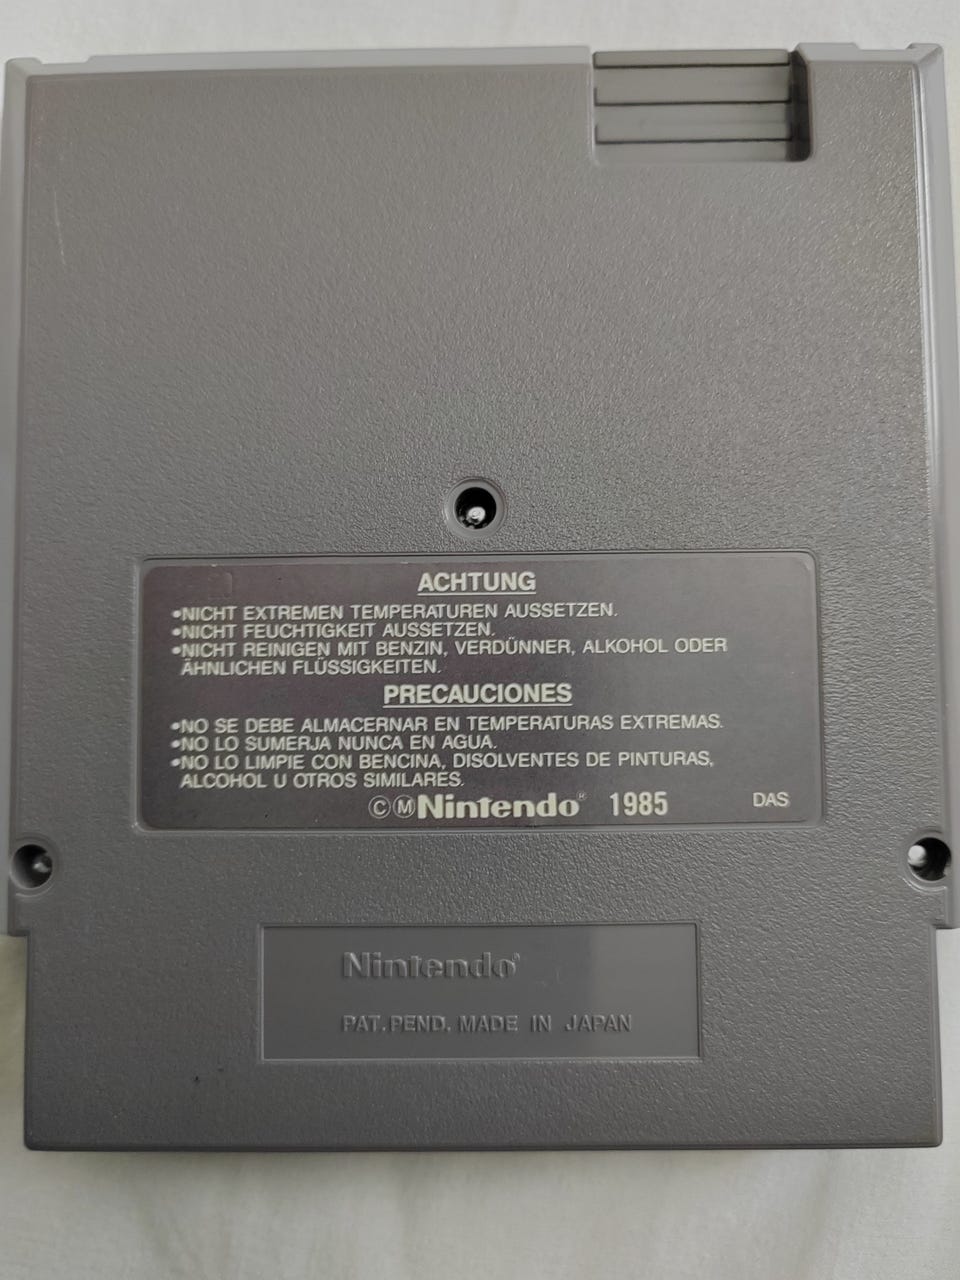 ACHTUNG
•NICHT EXTREMEN TEMPERATUREN AUSSETZEN.
•NICHT FEUCHTIGKEIT AUSSETZEN.
•NICHT REINIGEN MIT BENZIN, VERDÜNNER, ALKOHOL ODER
ÄHNLICHEN FLÜSSIGKEITEN.
PRECAUCIONES
•NO SE DEBE ALMACERNAR EN TEMPERATURAS EXTREMAS.
•NO LO SUMERJA NUNCA EN AGUA.
•NO LO LIMPIE CON BENCINA, DISOLVENTES DE PINTURAS,
ALCOHOL U OTROS SIMILARES.
ⒸⓂNintendo® 1985 DAS
Nintendo®
PAT. PEND. MADE IN JAPAN